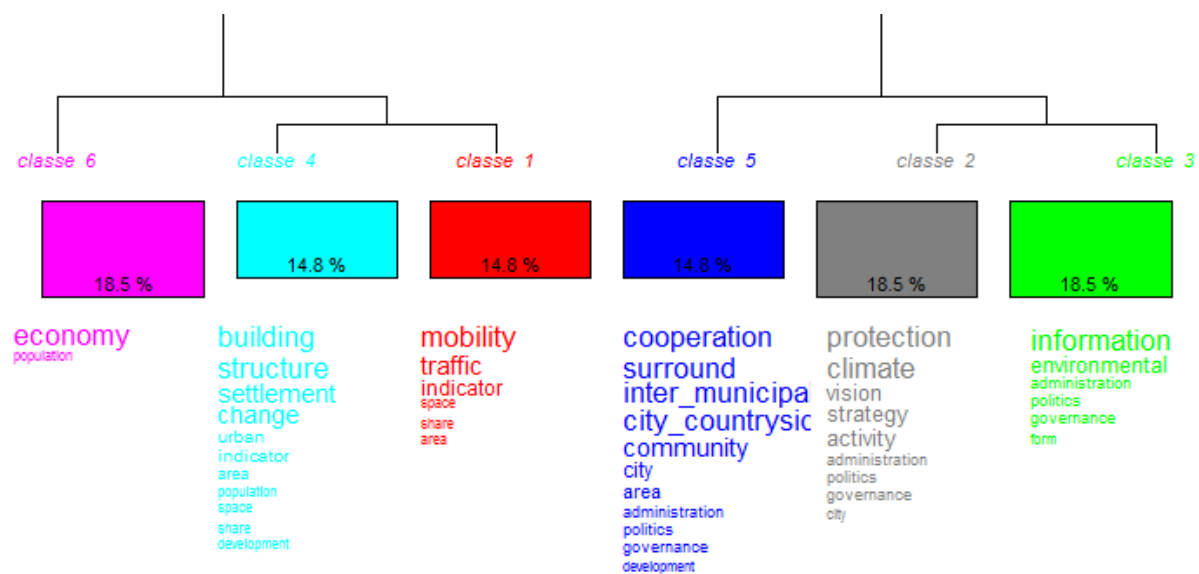 classe 6
classe 4
classe 1
classe 5
classe 2
classe 3
18.5 %
14.8 %
14.8 %
14.8 %
18.5 %
18.5 %
economy
population
building
structure
settlement
change
urban
indicator
area
population
space
share
development
mobility
traffic
indicator
space
share
area
cooperation
surround
inter_municipa
city_countrysic
community
city
area
administration
politics
governance
development
protection
climate
vision
strategy
activity
administration
politics
governance
city
information
environmental
administration
politics
governance
form